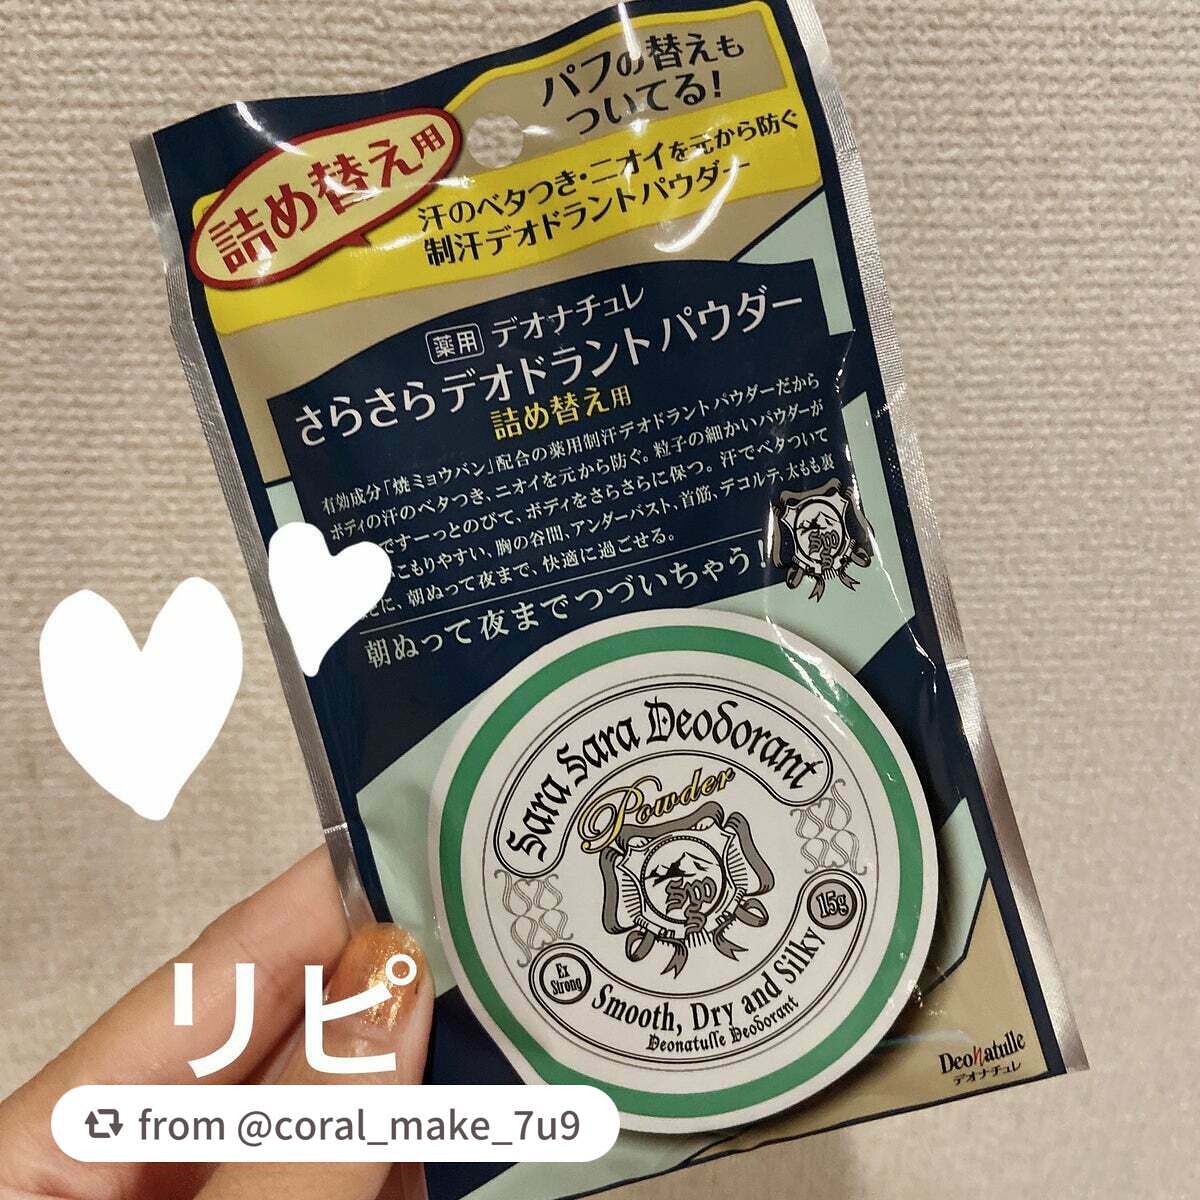 パフの替えも
ついてる!
詰め替え用
汗のベタつき・ニオイを元から防ぐ
制汗デオドラントパウダー
薬用 デオナチュレ
さらさらデオドラントパウダー
詰め替え用
有効成分「焼ミョウバン」配合の薬用制汗デオドラントパウダーだから
ボディの汗のベタつき、ニオイを元から防ぐ。粒子の細かいパウダーが
ですーっとのびて、ボディをさらさらに保つ。汗でベタついて
こもりやすい、胸の谷間、アンダーバスト、首筋、デコルテ、太もも裏
朝ぬって夜まで、快適に過ごせる。
朝ぬって夜までつづいちゃう!
Sara Sara Deodorant
Powder
15g
Ex
Strong
Smooth, Dry and Silky
Deonatulle Deodorant
DeoNatulle
デオナチュレ
リピ
from @coral_make_7u9